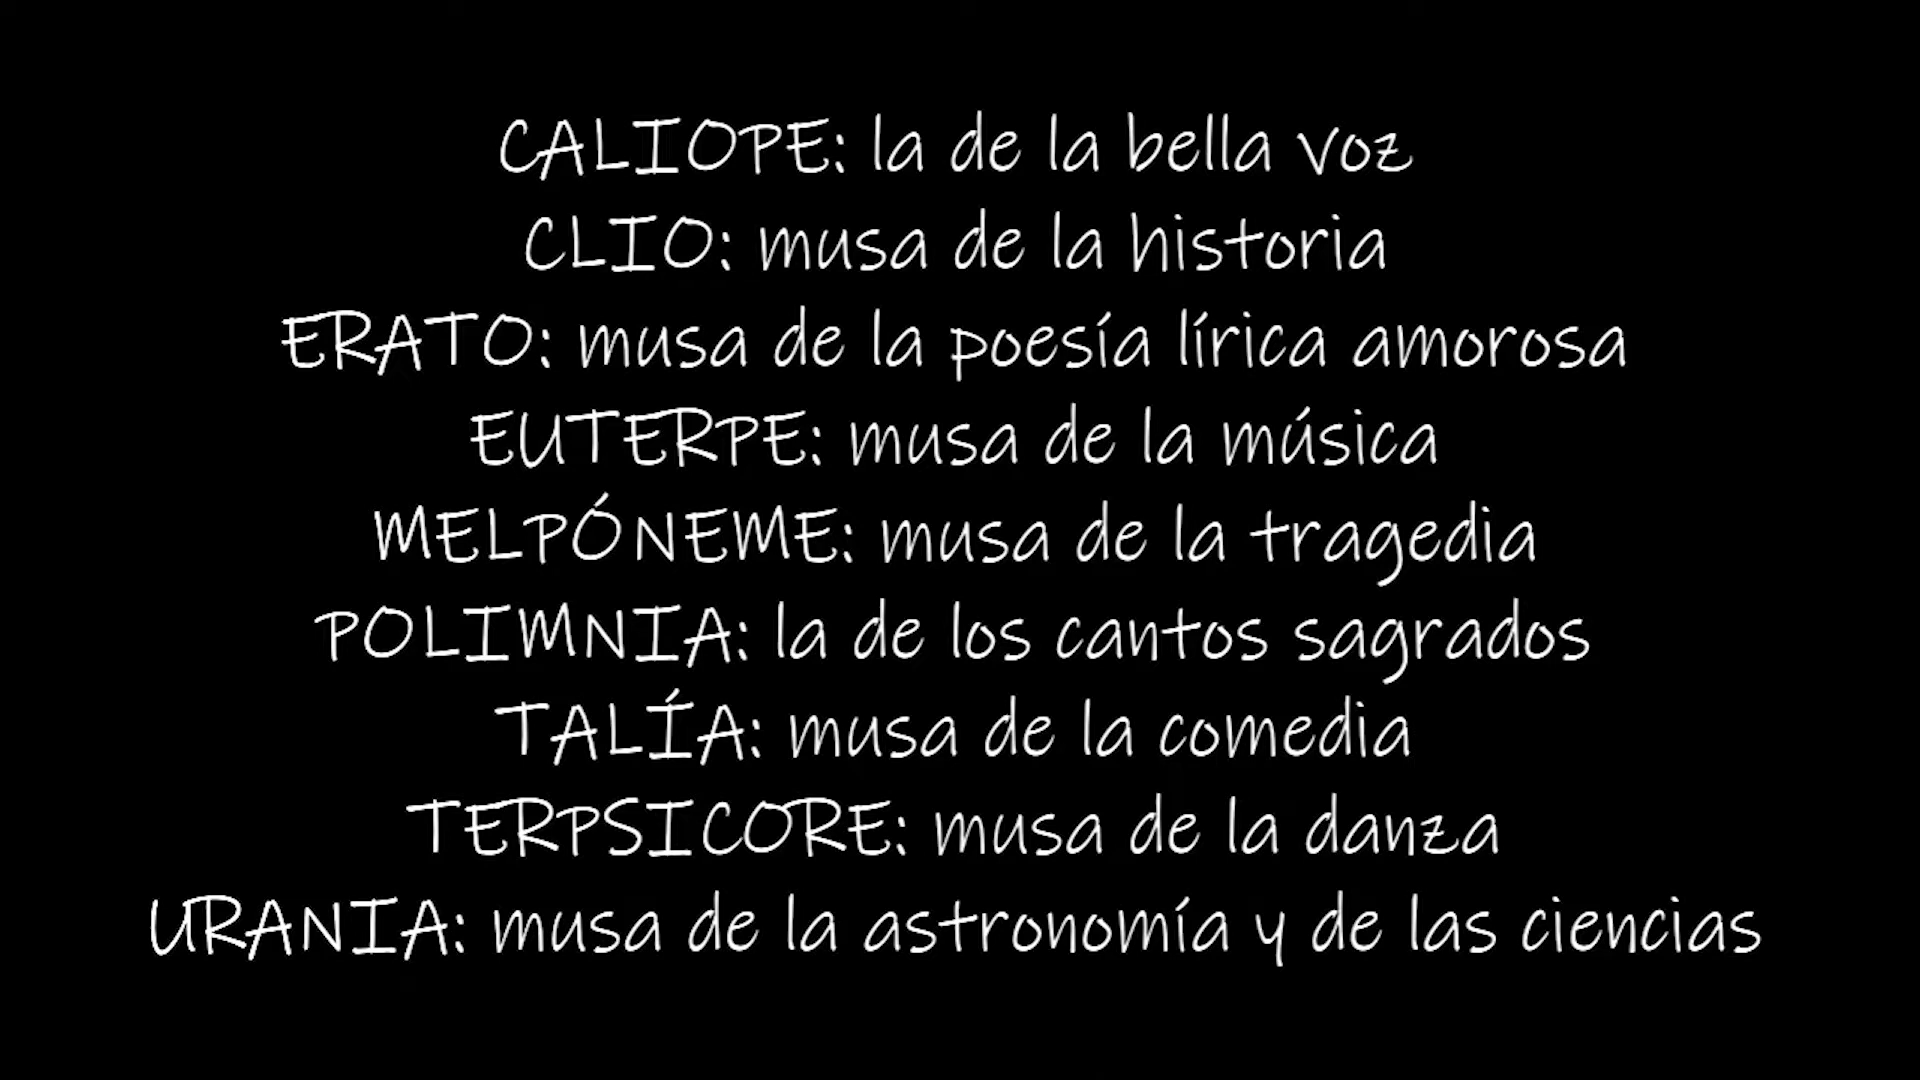 CALIOPE: la de la bella voz
CLIO: musa de la historia
ERATO: musa de la poesía lírica amorosa
EUTERPE: musa de la música
MELPÓNEME: musa de la tragedia
POLIMNIA: la de los cantos sagrados
TALÍA: musa de la comedia
TERPSICORE: musa de la danza
URANIA: musa de la astronomía y de las ciencias